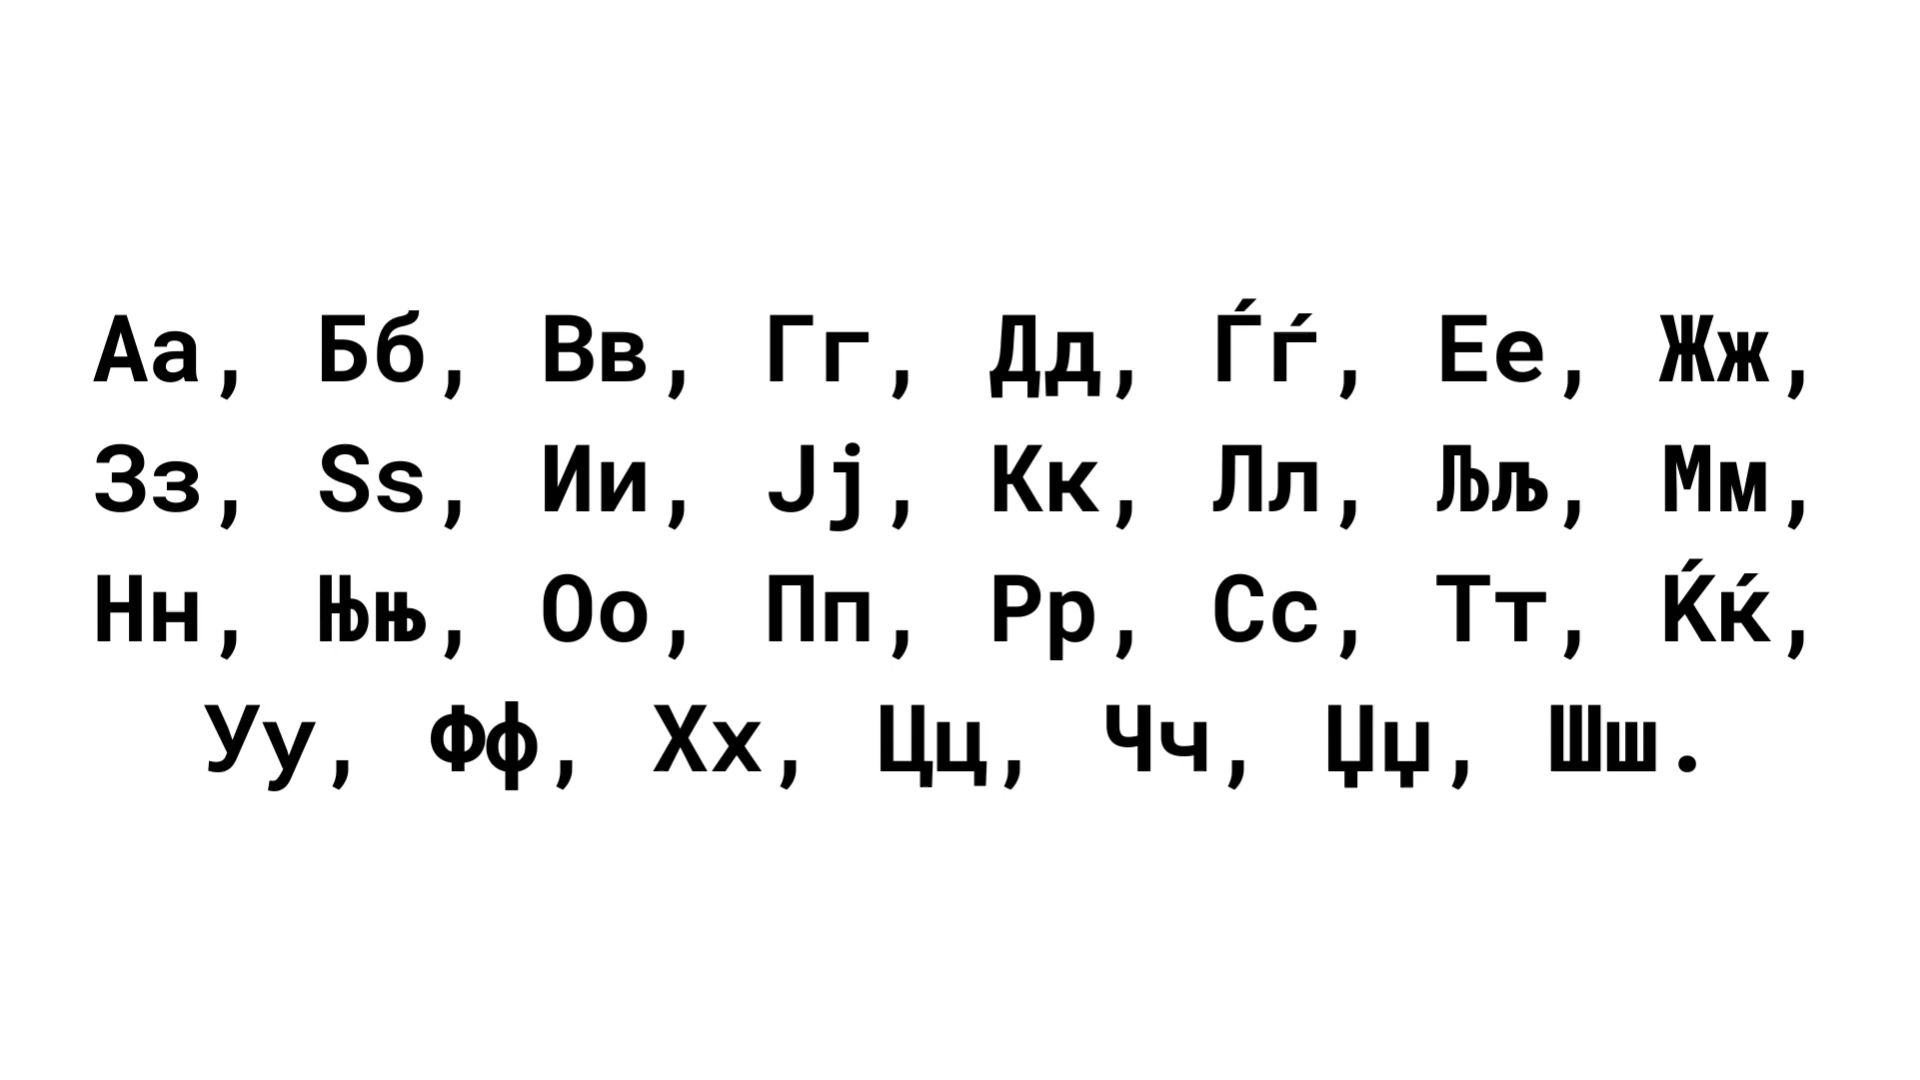 Аа, Бб, Вв, Гг, Дд, Ѓѓ, Ее, Жж,
Зз, Ѕѕ, Ии, Јј, Кк, Лл, Љљ, Мм,
Нн, Њњ, Оо, Пп, Рр, Сс, Тт, Ќќ,
Уу, Фф, Хх, Цц, Чч, Џџ, Шш.